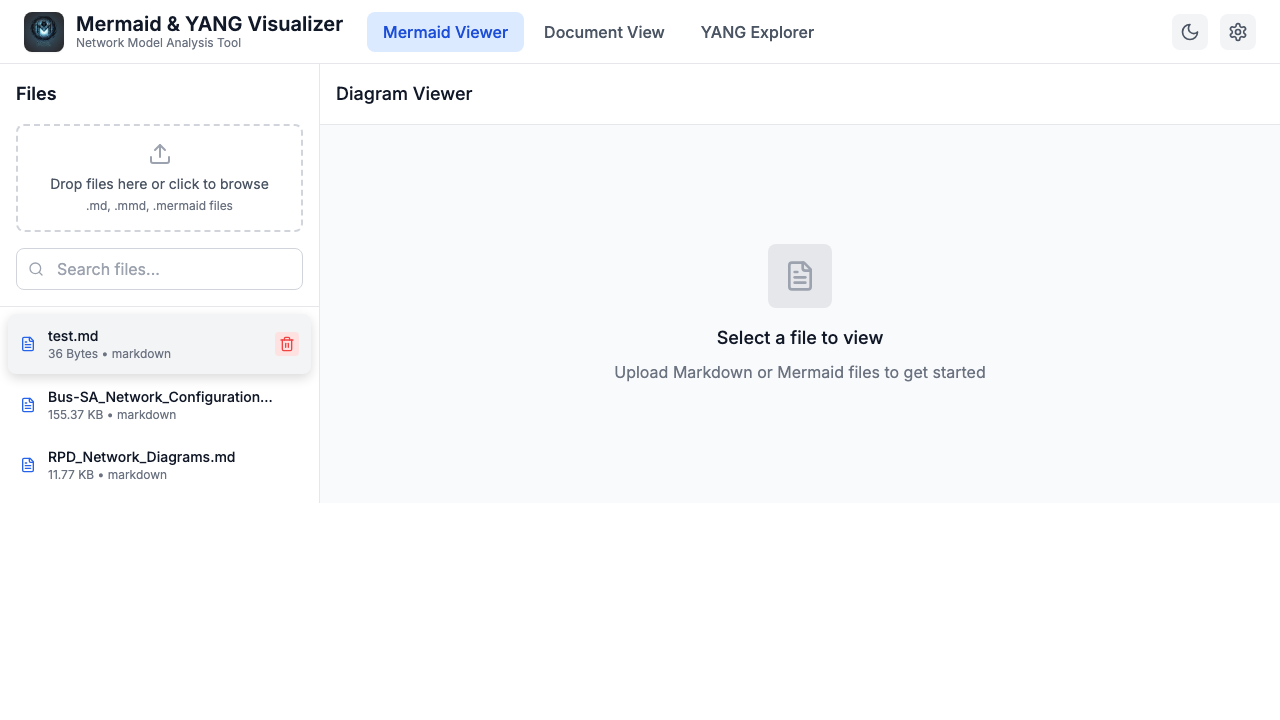 Mermaid & YANG Visualizer
Network Model Analysis Tool
Mermaid Viewer
Document View
YANG Explorer
Files
Drop files here or click to browse
.md, .mmd, .mermaid files
Search files...
test.md
36 Bytes • markdown
Bus-SA_Network_Configuration...
155.37 KB • markdown
RPD_Network_Diagrams.md
11.77 KB • markdown
Diagram Viewer
Select a file to view
Upload Markdown or Mermaid files to get started